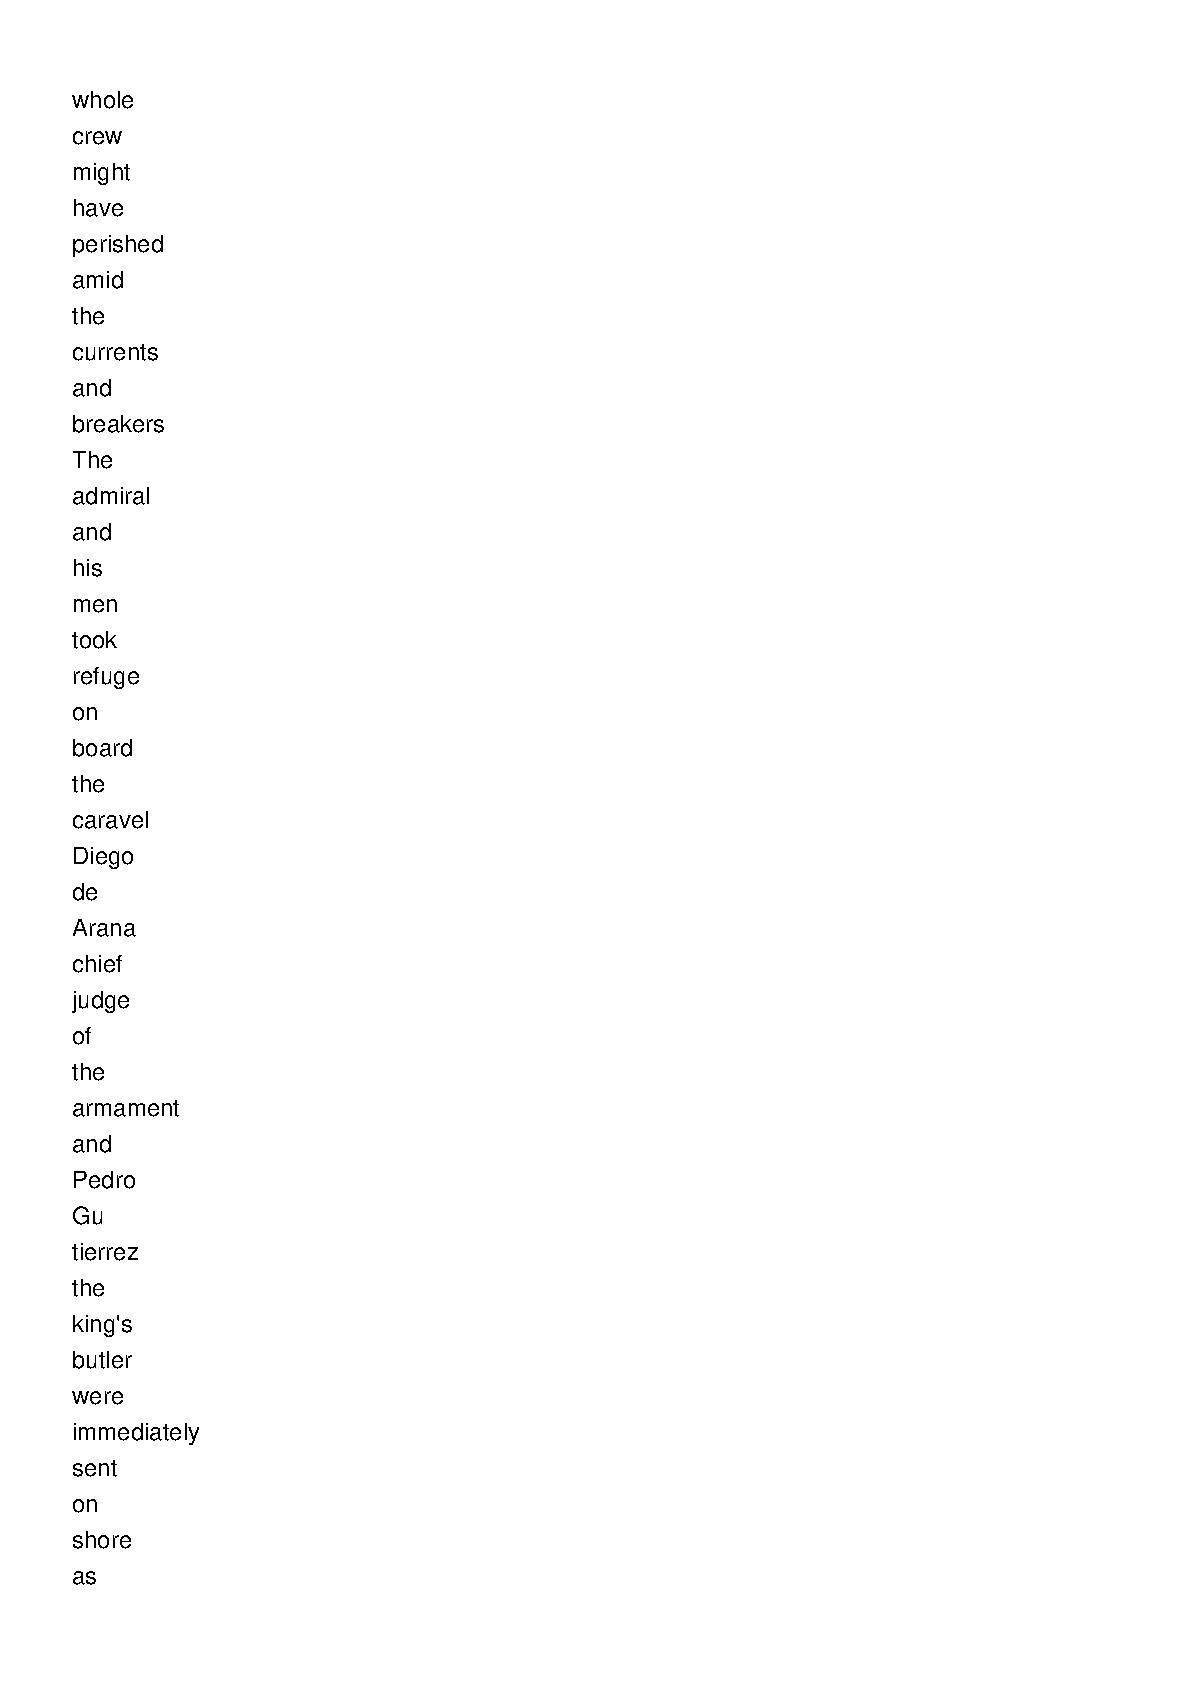 whole
crew
might
have
perished
amid
the
currents
and
breakers
The
admiral
and
his
men
took
refuge
on
board
the
caravel
Diego
de
Arana
chief
judge
of
the
armament
and
Pedro
Gu
tierrez
the
king's
butler
were
immediately
sent
on
shore
as